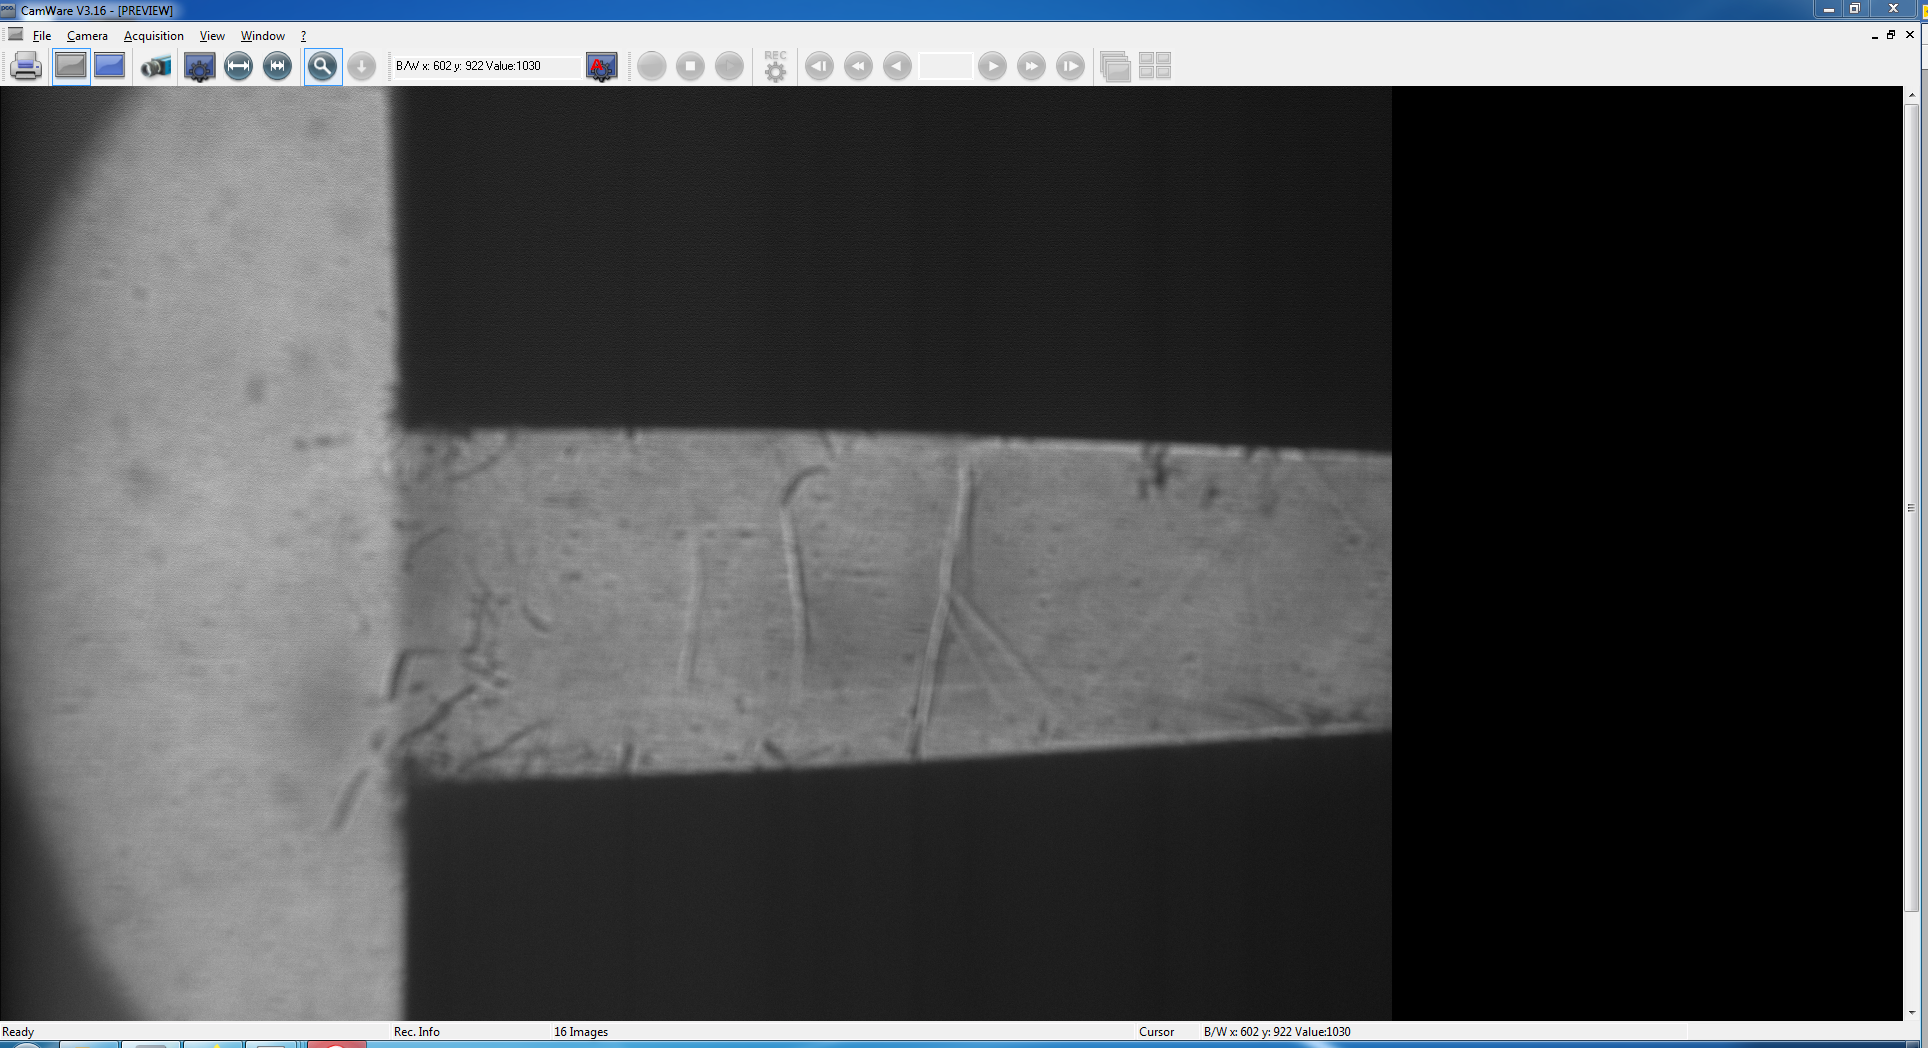 CamWare V3.16 - [PREVIEW]
File Camera Acquisition View Window ?
B/W x: 602 y: 922 Value:1030
REC
Ready Rec. Info 16 Images Cursor B/W x: 602 y: 922 Value:1030